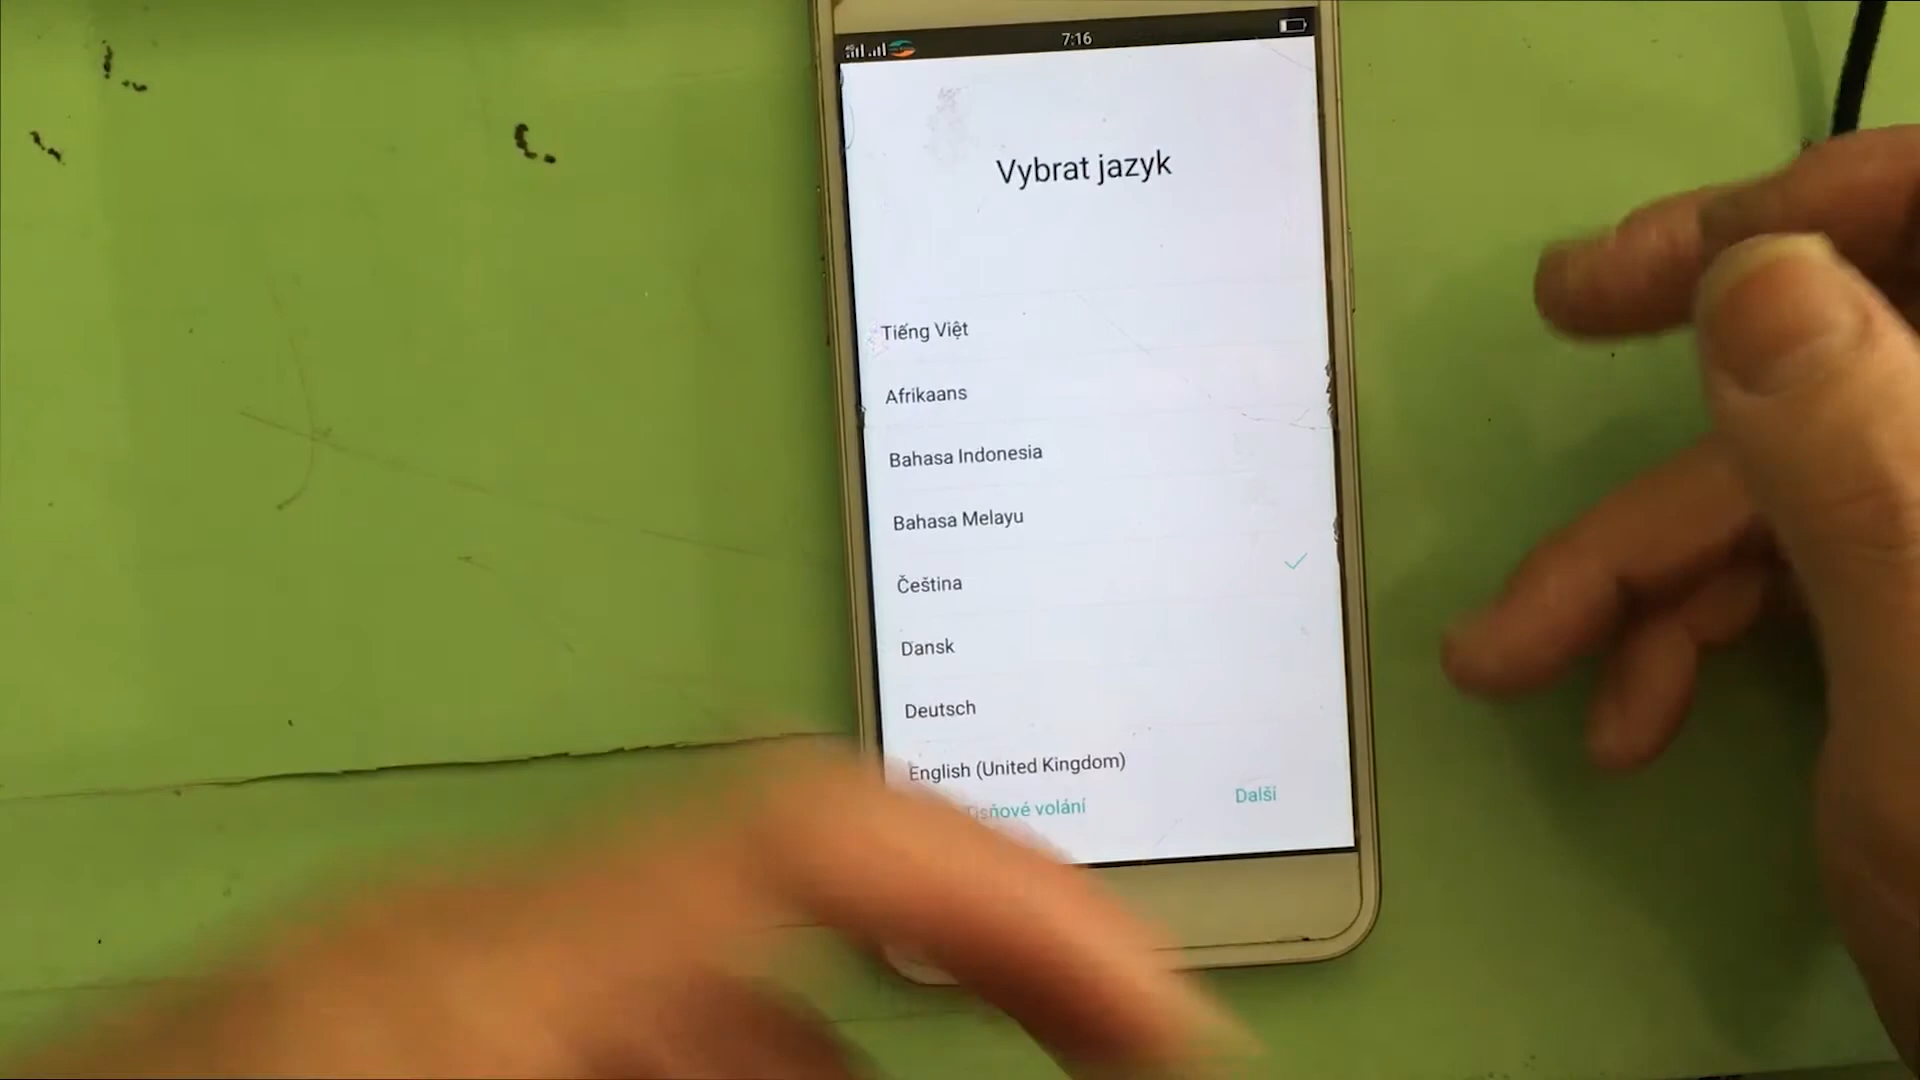 7:16
Vybrat jazyk
Tiếng Việt
Afrikaans
Bahasa Indonesia
Bahasa Melayu
Čeština
Dansk
Deutsch
English (United Kingdom)
Tísňové volání
Další